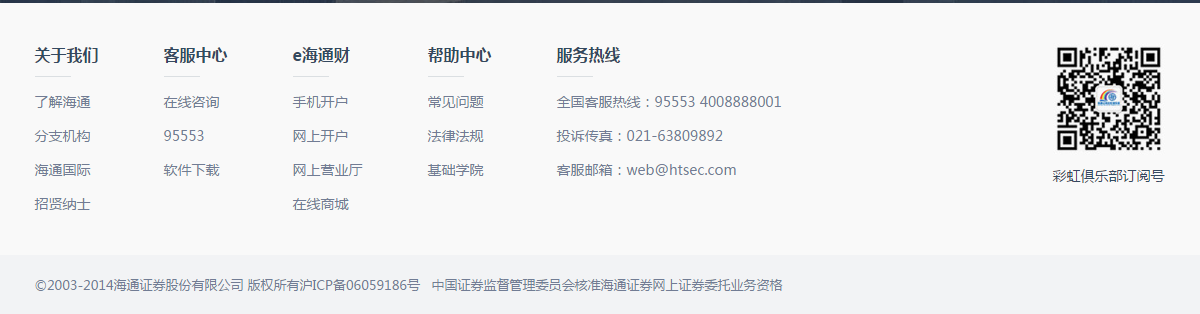 关于我们
了解海通
分支机构
海通国际
招贤纳士
客服中心
在线咨询
95553
软件下载
e海通财
手机开户
网上开户
网上营业厅
在线商城
帮助中心
常见问题
法律法规
基础学院
服务热线
全国客服热线：95553 4008888001
投诉传真：021-63809892
客服邮箱：web@htsec.com
彩虹俱乐部订阅号
©2003-2014海通证券股份有限公司 版权所有沪ICP备06059186号 中国证券监督管理委员会核准海通证券网上证券委托业务资格